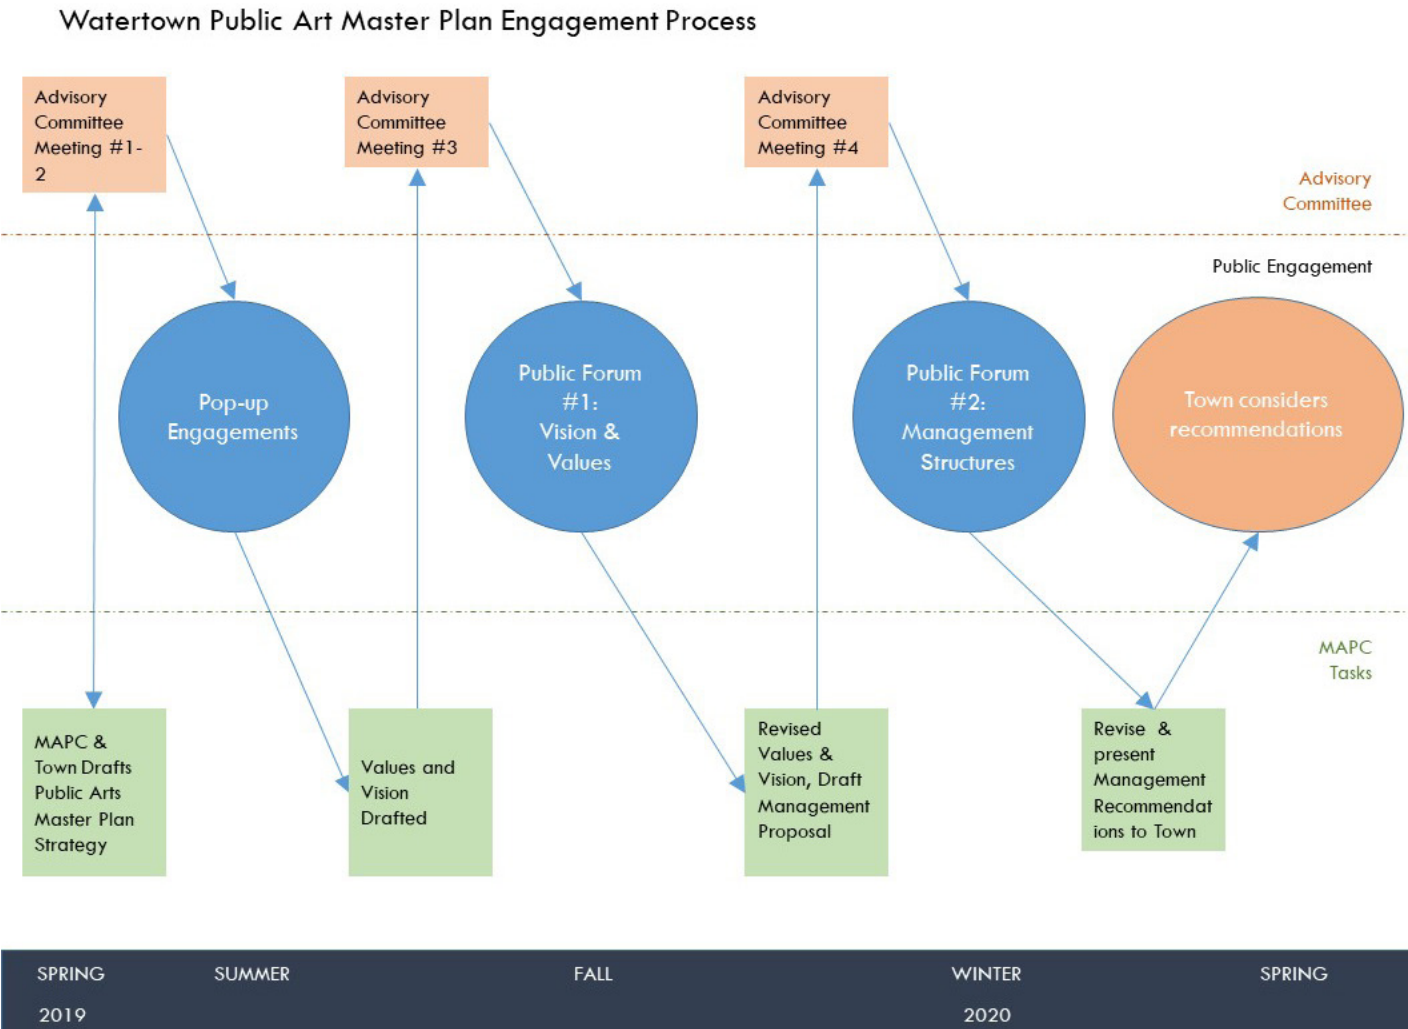 Watertown Public Art Master Plan Engagement Process
Advisory
Committee
Meeting #1-
2
Advisory
Committee
Meeting #3
Advisory
Committee
Meeting #4
Advisory
Committee
Public Engagement
Pop-up
Engagements
Public Forum
#1:
Vision &
Values
Public Forum
#2:
Management
Structures
Town considers
recommendations
MAPC
Tasks
MAPC &
Town Drafts
Public Arts
Master Plan
Strategy
Values and
Vision
Drafted
Revised
Values &
Vision, Draft
Management
Proposal
Revise &
present
Management
Recommendat
ions to Town
SPRING
SUMMER
FALL
WINTER
SPRING
2019
2020